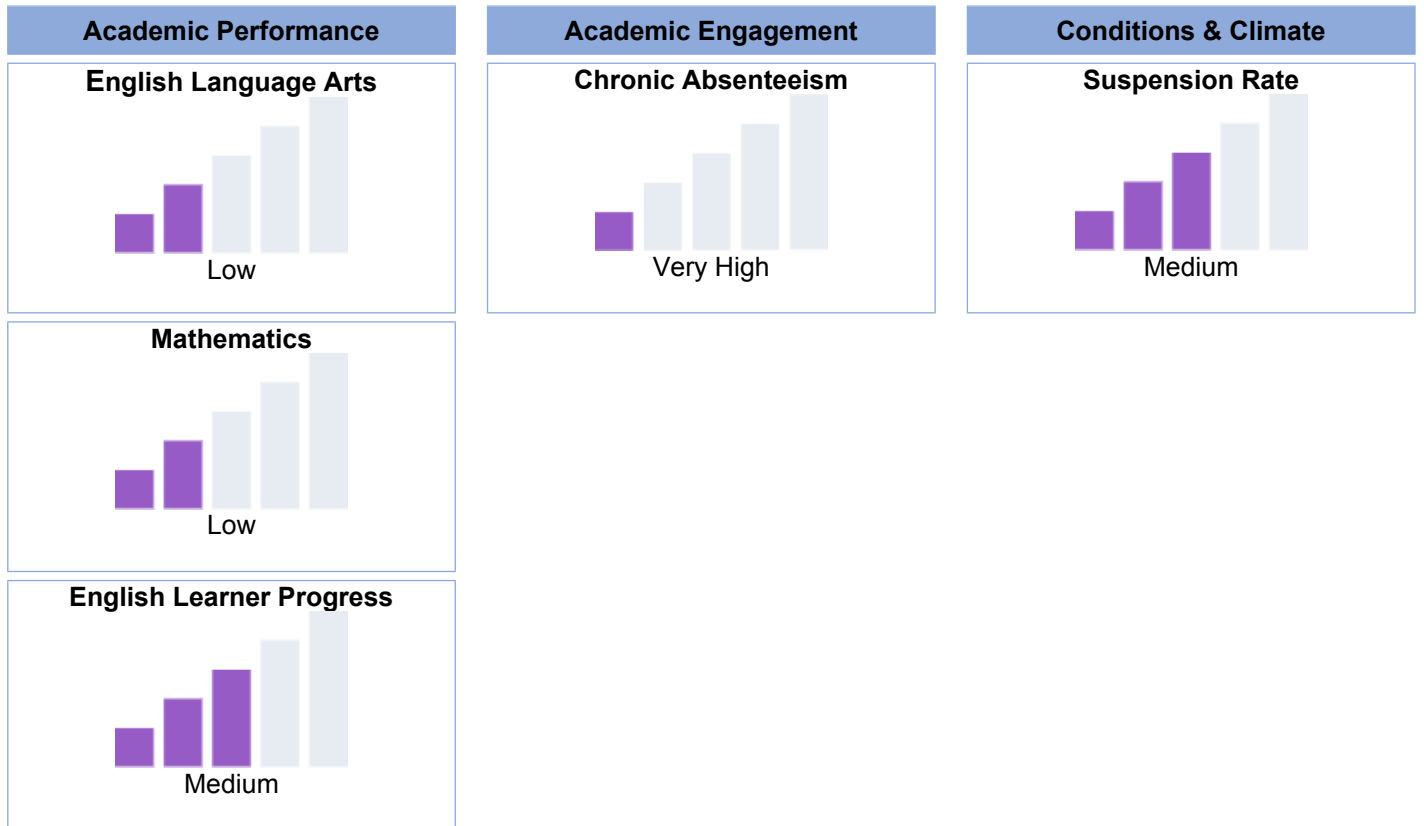 Academic Performance
English Language Arts
Low
Mathematics
Low
English Learner Progress
Medium
Academic Engagement
Chronic Absenteeism
Very High
Conditions & Climate
Suspension Rate
Medium